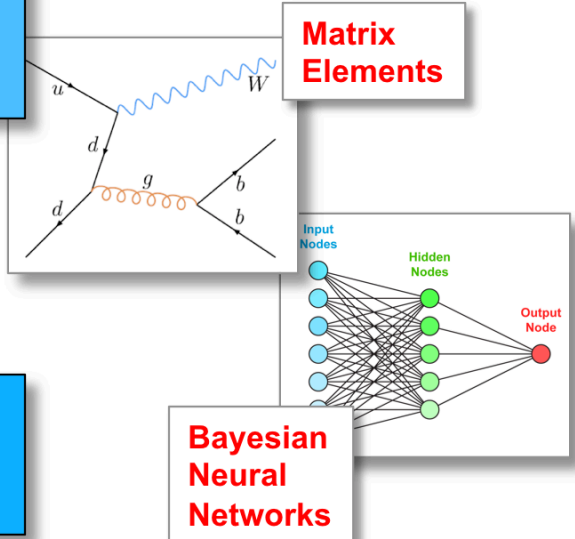 Matrix
Elements
u
W
d
g
b
d
b
Input
Nodes
Hidden
Nodes
Output
Node
Bayesian
Neural
Networks